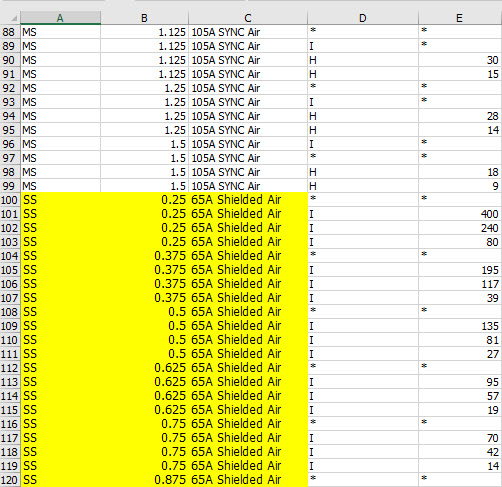 A B C D E
88 MS 1.125 105A SYNC Air * *
89 MS 1.125 105A SYNC Air I *
90 MS 1.125 105A SYNC Air H 30
91 MS 1.125 105A SYNC Air H 15
92 MS 1.25 105A SYNC Air * *
93 MS 1.25 105A SYNC Air I *
94 MS 1.25 105A SYNC Air H 28
95 MS 1.25 105A SYNC Air H 14
96 MS 1.5 105A SYNC Air I *
97 MS 1.5 105A SYNC Air * *
98 MS 1.5 105A SYNC Air H 18
99 MS 1.5 105A SYNC Air H 9
100 SS 0.25 65A Shielded Air * *
101 SS 0.25 65A Shielded Air I 400
102 SS 0.25 65A Shielded Air I 240
103 SS 0.25 65A Shielded Air I 80
104 SS 0.375 65A Shielded Air * *
105 SS 0.375 65A Shielded Air I 195
106 SS 0.375 65A Shielded Air I 117
107 SS 0.375 65A Shielded Air I 39
108 SS 0.5 65A Shielded Air * *
109 SS 0.5 65A Shielded Air I 135
110 SS 0.5 65A Shielded Air I 81
111 SS 0.5 65A Shielded Air I 27
112 SS 0.625 65A Shielded Air * *
113 SS 0.625 65A Shielded Air I 95
114 SS 0.625 65A Shielded Air I 57
115 SS 0.625 65A Shielded Air I 19
116 SS 0.75 65A Shielded Air * *
117 SS 0.75 65A Shielded Air I 70
118 SS 0.75 65A Shielded Air I 42
119 SS 0.75 65A Shielded Air I 14
120 SS 0.875 65A Shielded Air * *